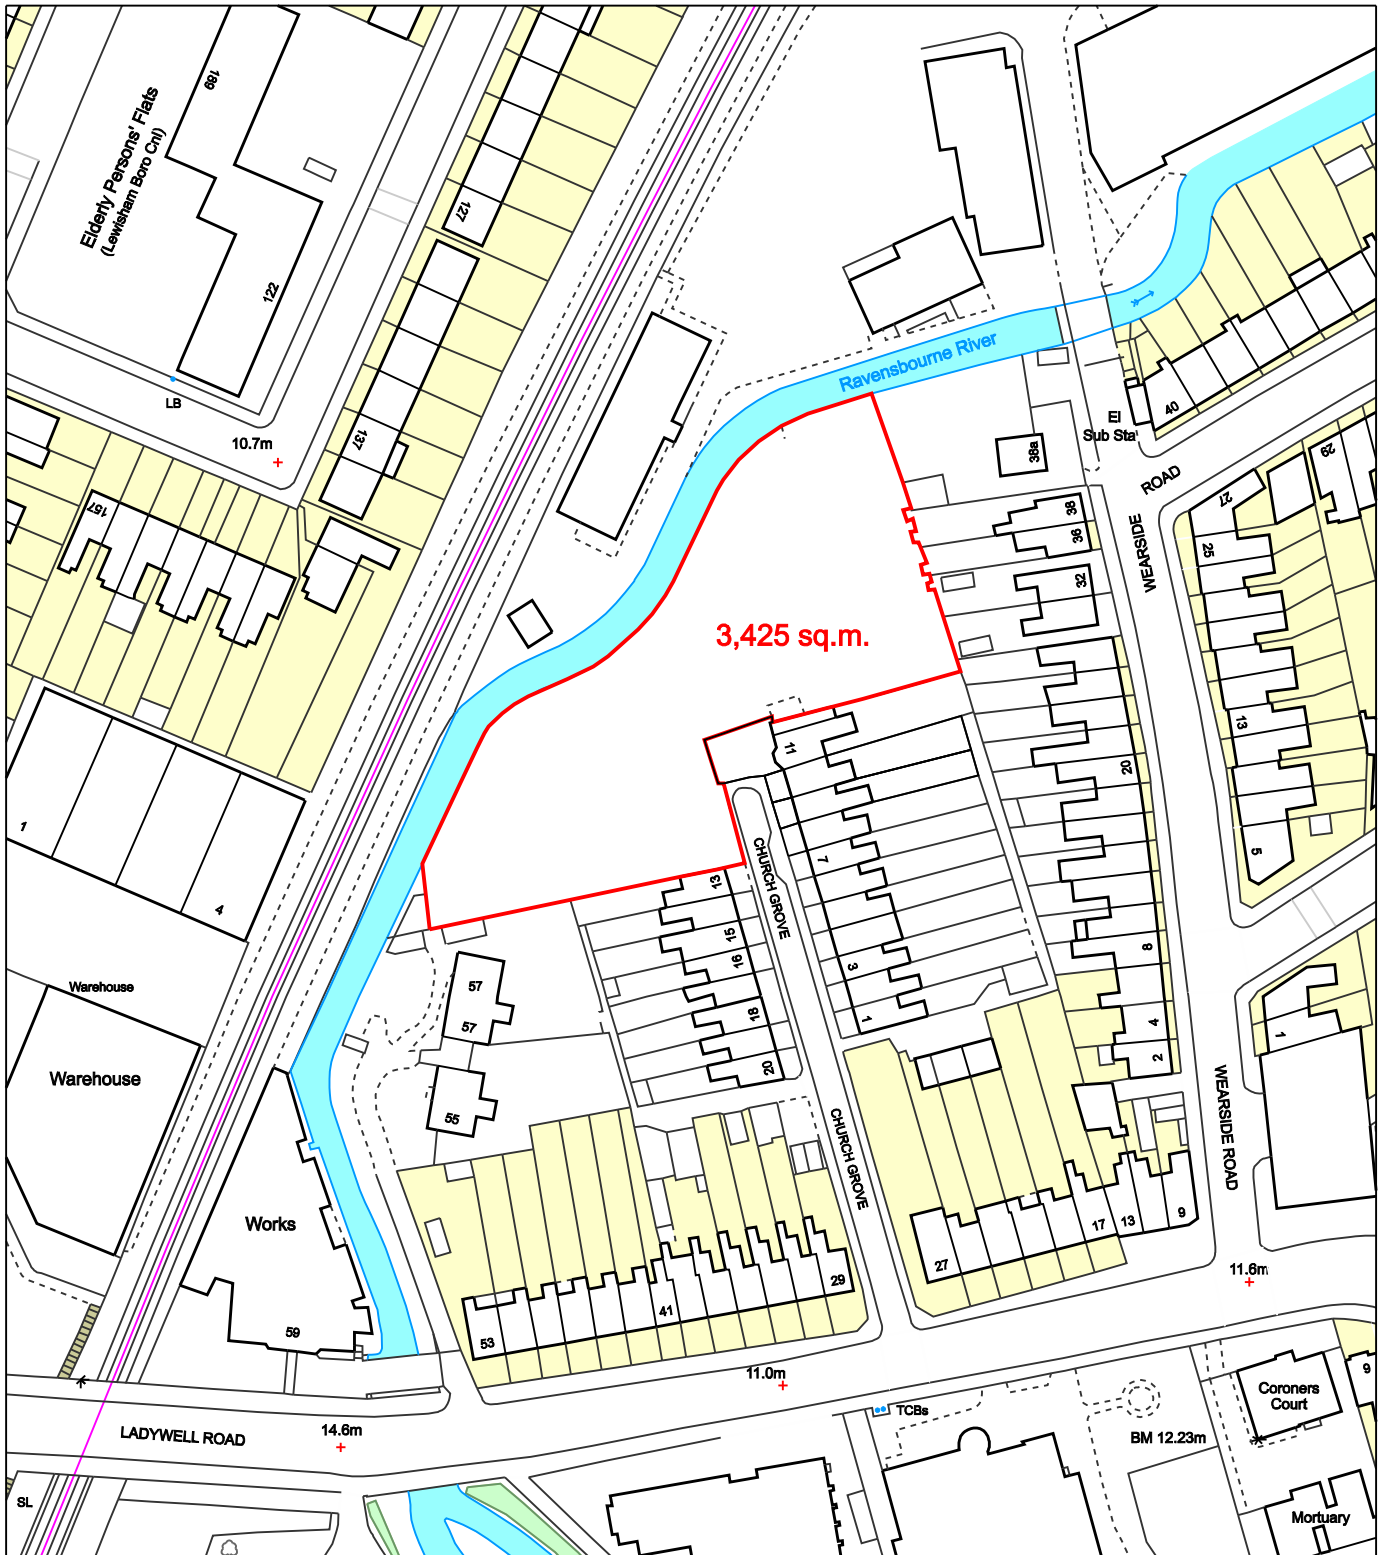 189
Elderly Persons' Flats
(Lewisham Boro Cnl)
122
127
LB
10.7m
137
157
Ravensbourne River
El
Sub Sta
40
ROAD
WEARSIDE
38a
38
36
32
29
27
25
13
5
3,425 sq.m.
11
20
7
CHURCH GROVE
3
1
8
4
2
1
13
15
16
18
20
1
4
Warehouse
Warehouse
57
57
55
Works
59
CHURCH GROVE
WEARSIDE ROAD
53
41
29
27
17
13
9
11.6m
11.0m
14.6m
LADYWELL ROAD
TCBs
BM 12.23m
Coroners
Court
9
SL
Mortuary